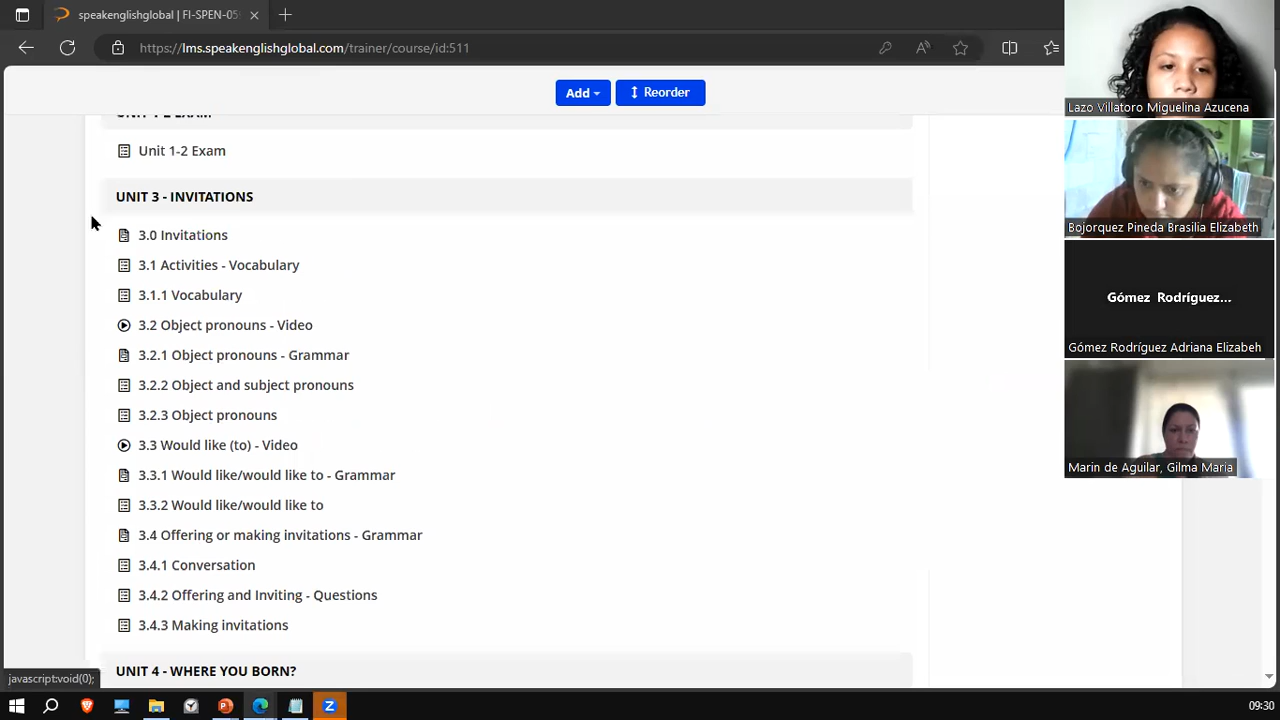 speakenglishglobal | FI-SPEN-05
https://lms.speakenglishglobal.com/trainer/course/id:511
Add
Reorder
UNIT 1-2 EXAM
Unit 1-2 Exam
UNIT 3 - INVITATIONS
3.0 Invitations
3.1 Activities - Vocabulary
3.1.1 Vocabulary
3.2 Object pronouns - Video
3.2.1 Object pronouns - Grammar
3.2.2 Object and subject pronouns
3.2.3 Object pronouns
3.3 Would like (to) - Video
3.3.1 Would like/would like to - Grammar
3.3.2 Would like/would like to
3.4 Offering or making invitations - Grammar
3.4.1 Conversation
3.4.2 Offering and Inviting - Questions
3.4.3 Making invitations
UNIT 4 - WHERE YOU BORN?
javascript:void(0);
Lazo Villatoro Miguelina Azucena
Bojorquez Pineda Brasilia Elizabeth
Gómez Rodríguez...
Gómez Rodríguez Adriana Elizabeh
Marin de Aguilar, Gilma Maria
09:30